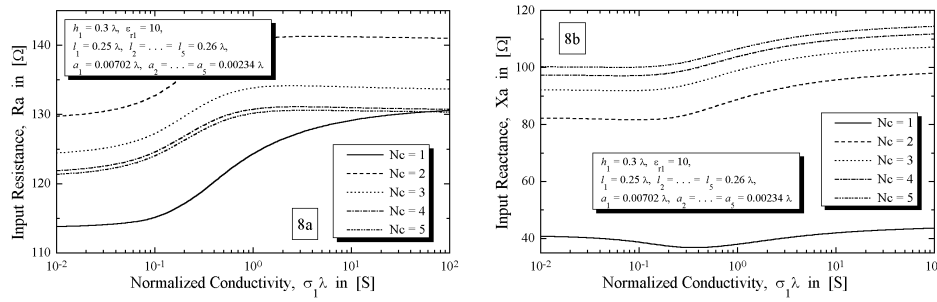 Input Resistance, Ra in [Ω]
140
130
120
110
h₁ = 0.3 λ, εr1 = 10,
l₁ = 0.25 λ, l₂ = . . . = l₅ = 0.26 λ,
a₁ = 0.00702 λ, a₂ = . . . = a₅ = 0.00234 λ
Nc = 1
Nc = 2
Nc = 3
Nc = 4
Nc = 5
8a
10⁻² 10⁻¹ 10⁰ 10¹ 10²
Normalized Conductivity, σ₁λ in [S]
Input Reactance, Xa in [Ω]
120
100
80
60
40
8b
Nc = 1
Nc = 2
Nc = 3
Nc = 4
Nc = 5
h₁ = 0.3 λ, εr1 = 10,
l₁ = 0.25 λ, l₂ = . . . = l₅ = 0.26 λ,
a₁ = 0.00702 λ, a₂ = . . . = a₅ = 0.00234 λ
10⁻² 10⁻¹ 10⁰ 10¹ 10²
Normalized Conductivity, σ₁λ in [S]